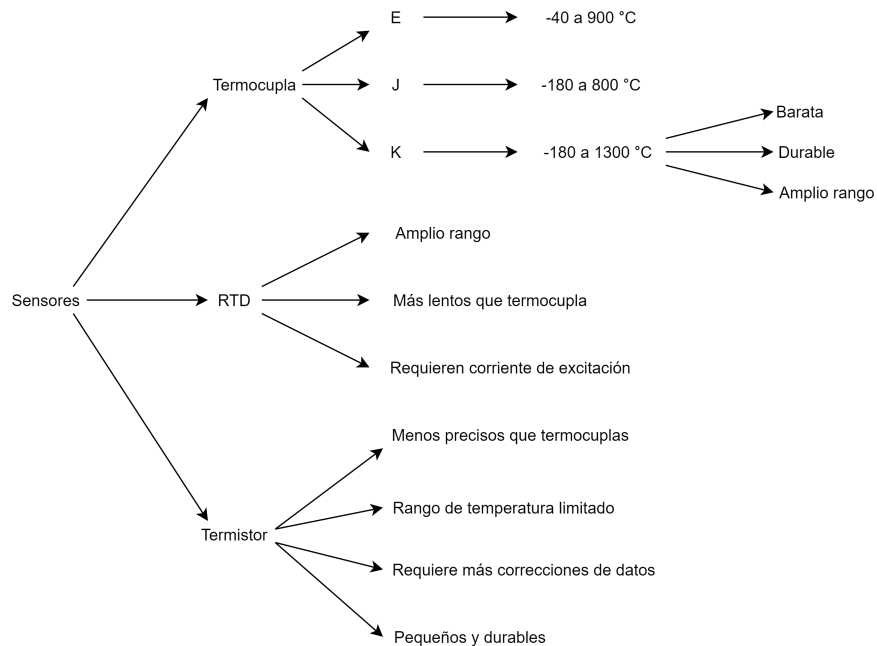 Sensores
Termocupla
E
-40 a 900 °C
J
-180 a 800 °C
K
-180 a 1300 °C
Barata
Durable
Amplio rango
RTD
Amplio rango
Más lentos que termocupla
Requieren corriente de excitación
Termistor
Menos precisos que termocuplas
Rango de temperatura limitado
Requiere más correcciones de datos
Pequeños y durables